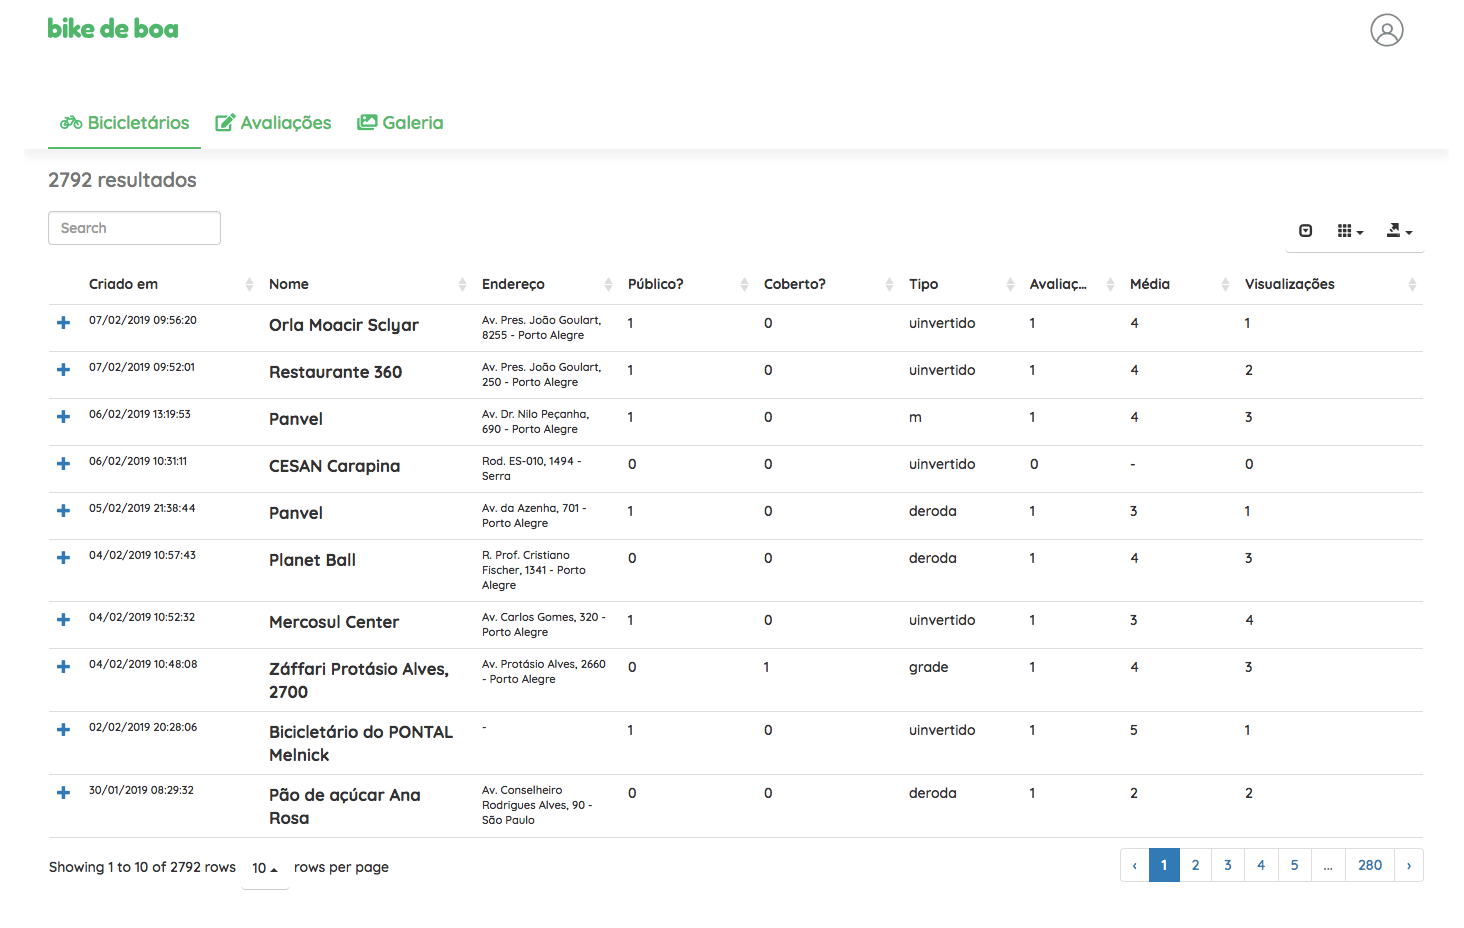 bike de boa
Bicicletários Avaliações Galeria
2792 resultados
Search
Criado em Nome Endereço Público? Coberto? Tipo Avaliaç... Média Visualizações
07/02/2019 09:56:20 Orla Moacir Sclyar Av. Pres. João Goulart, 1 0 uinvertido 1 4 1
8255 - Porto Alegre
07/02/2019 09:52:01 Restaurante 360 Av. Pres. João Goulart, 1 0 uinvertido 1 4 2
250 - Porto Alegre
06/02/2019 13:19:53 Panvel Av. Dr. Nilo Peçanha, 1 0 m 1 4 3
690 - Porto Alegre
06/02/2019 10:31:11 CESAN Carapina Rod. ES-010, 1494 - 0 0 uinvertido 0 - 0
Serra
05/02/2019 21:38:44 Panvel Av. da Azenha, 701 - 1 0 deroda 1 3 1
Porto Alegre
04/02/2019 10:57:43 Planet Ball R. Prof. Cristiano 0 0 deroda 1 4 3
Fischer, 1341 - Porto
Alegre
04/02/2019 10:52:32 Mercosul Center Av. Carlos Gomes, 320 - 1 0 uinvertido 1 3 4
Porto Alegre
04/02/2019 10:48:08 Záffari Protásio Alves, Av. Protásio Alves, 2660 0 1 grade 1 4 3
2700 - Porto Alegre
02/02/2019 20:28:06 Bicicletário do PONTAL - 1 0 uinvertido 1 5 1
Melnick
30/01/2019 08:29:32 Pão de açúcar Ana Av. Conselheiro 0 0 deroda 1 2 2
Rosa Rodrigues Alves, 90 -
São Paulo
Showing 1 to 10 of 2792 rows 10 rows per page ‹ 1 2 3 4 5 ... 280 ›